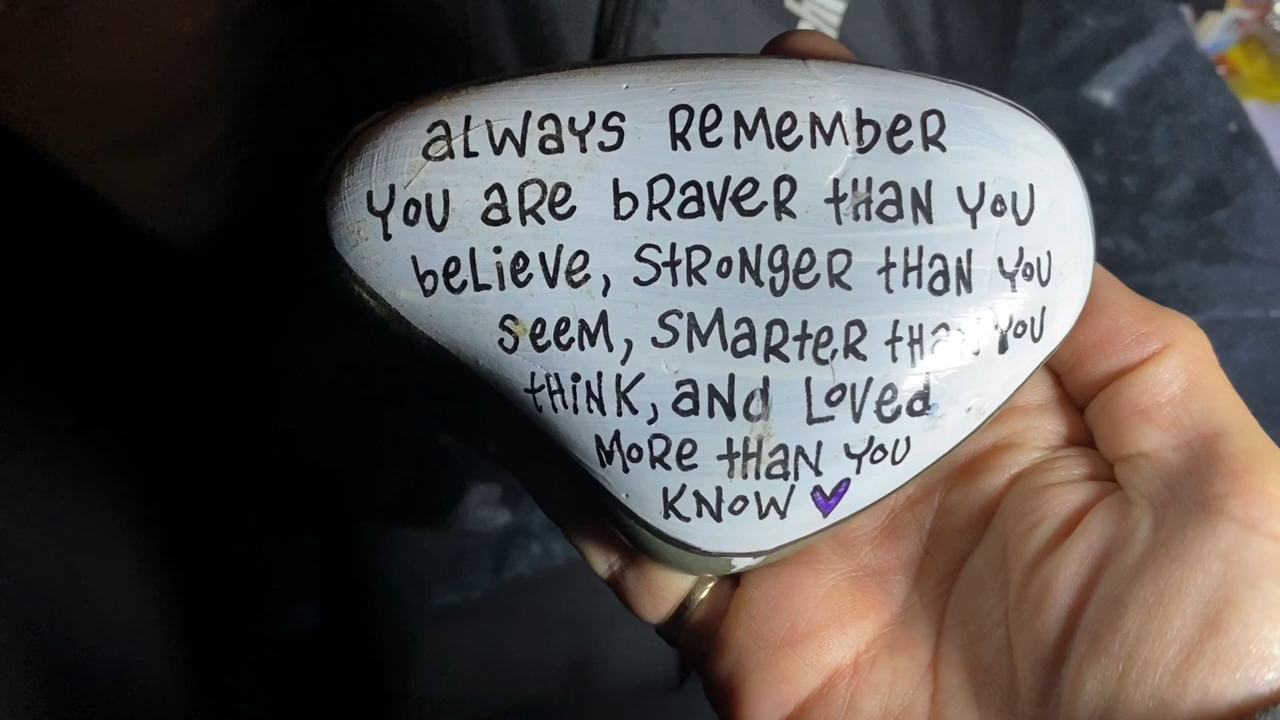 aLWAYS REMEMbER
YOU aRe bRaVeR tHaN YOU
beLieVe, StRONgeR tHaN YOU
SeeM, SMaRteR tHaN YOU
tHiNK, aNd LOVed
MORe tHaN YOU
KNOW